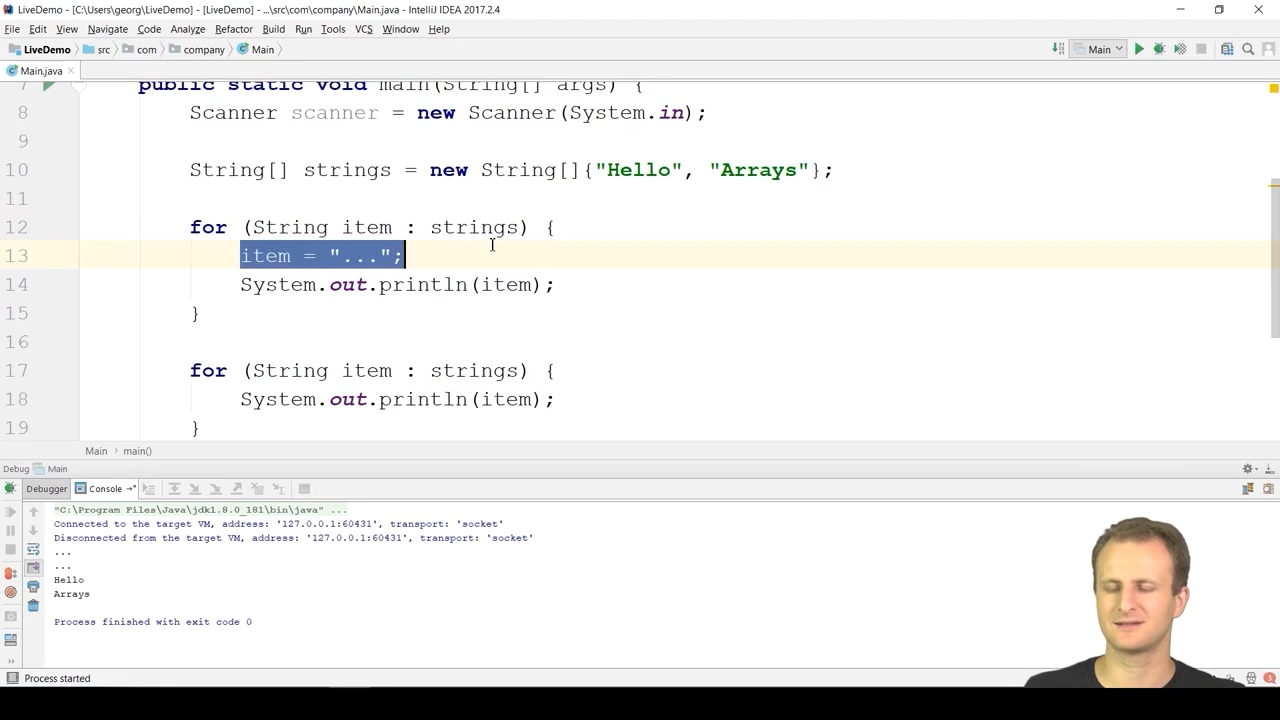 LiveDemo - [C:\Users\georg\LiveDemo] - [LiveDemo] - ...\src\com\company\Main.java - IntelliJ IDEA 2017.2.4
File Edit View Navigate Code Analyze Refactor Build Run Tools VCS Window Help
LiveDemo src com company Main Main
Main.java
7 public static void main(String[] args) {
8 Scanner scanner = new Scanner(System.in);
9
10 String[] strings = new String[]{"Hello", "Arrays"};
11
12 for (String item : strings) {
13 item = "...";
14 System.out.println(item);
15 }
16
17 for (String item : strings) {
18 System.out.println(item);
19 }
Main main()
Debug Main
Debugger Console
"C:\Program Files\Java\jdk1.8.0_181\bin\java" ...
Connected to the target VM, address: '127.0.0.1:60431', transport: 'socket'
Disconnected from the target VM, address: '127.0.0.1:60431', transport: 'socket'
...
...
Hello
Arrays
Process finished with exit code 0
Process started 3